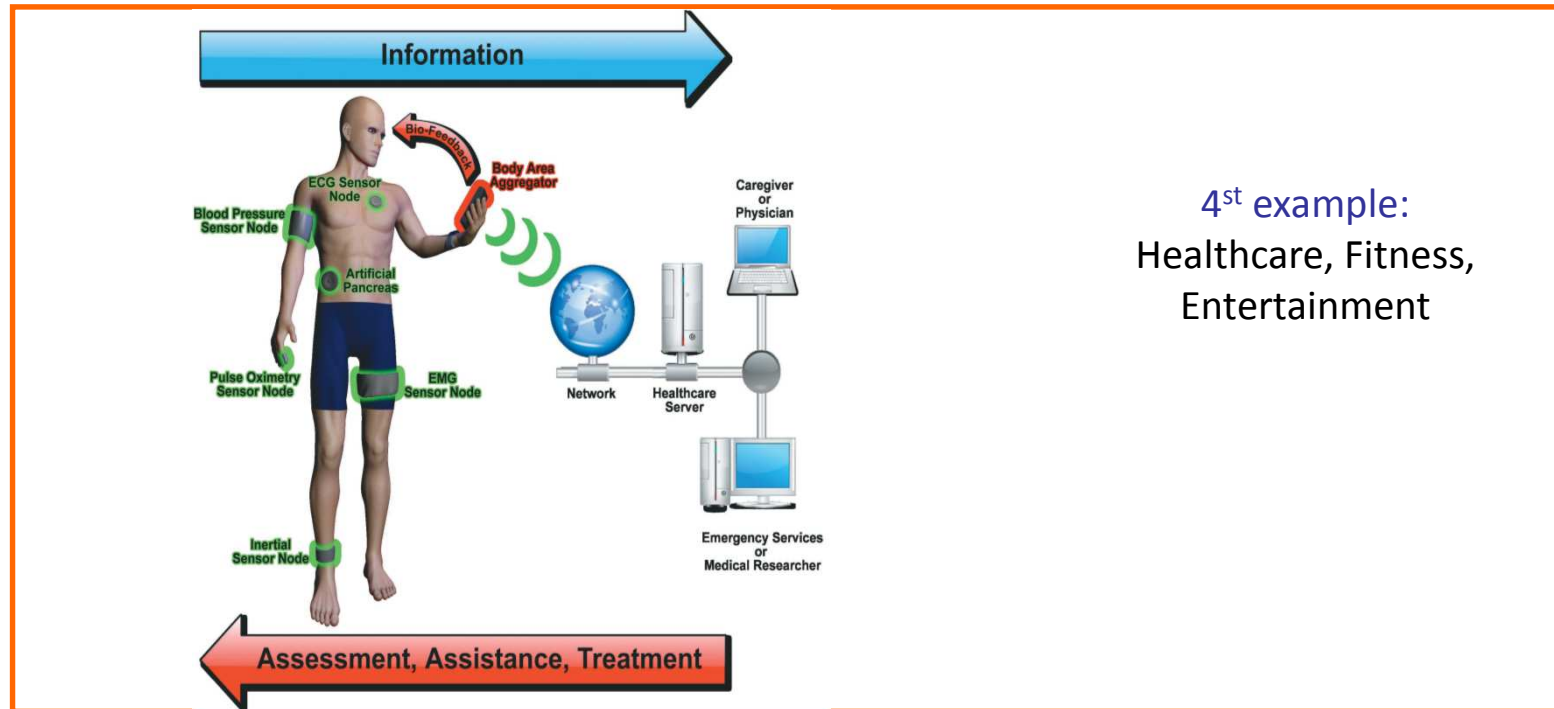 Information
Bio-Feedback
Body Area
Aggregator
ECG Sensor
Node
Blood Pressure
Sensor Node
Artificial
Pancreas
Pulse Oximetry
Sensor Node
EMG
Sensor Node
Inertial
Sensor Node
Caregiver
or
Physician
Network
Healthcare
Server
Emergency Services
or
Medical Researcher
Assessment, Assistance, Treatment
4st example:
Healthcare, Fitness,
Entertainment